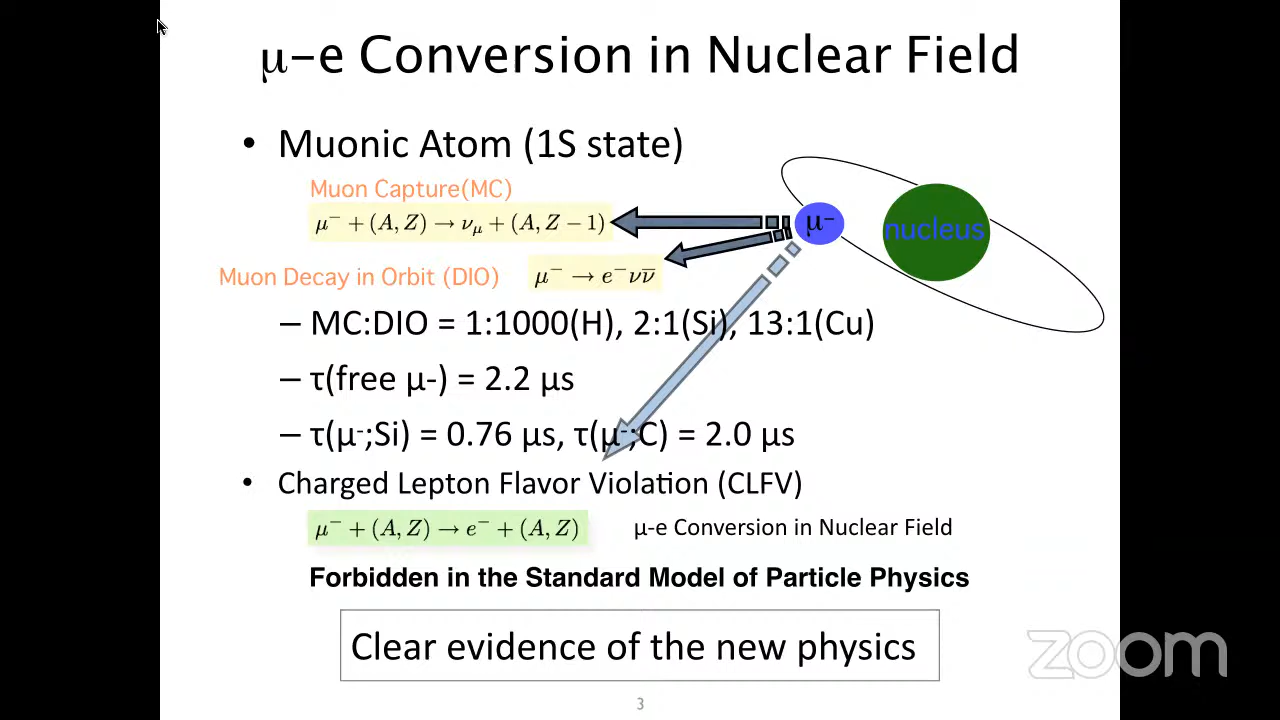 μ-e Conversion in Nuclear Field
• Muonic Atom (1S state)
Muon Capture(MC)
μ⁻ + (A, Z) → ν_μ + (A, Z − 1)
μ⁻
nucleus
Muon Decay in Orbit (DIO)
μ⁻ → e⁻νν̅
– MC:DIO = 1:1000(H), 2:1(Si), 13:1(Cu)
– τ(free μ-) = 2.2 μs
– τ(μ⁻;Si) = 0.76 μs, τ(μ⁻;C) = 2.0 μs
• Charged Lepton Flavor Violation (CLFV)
μ⁻ + (A, Z) → e⁻ + (A, Z)
μ-e Conversion in Nuclear Field
Forbidden in the Standard Model of Particle Physics
Clear evidence of the new physics
zoom
3